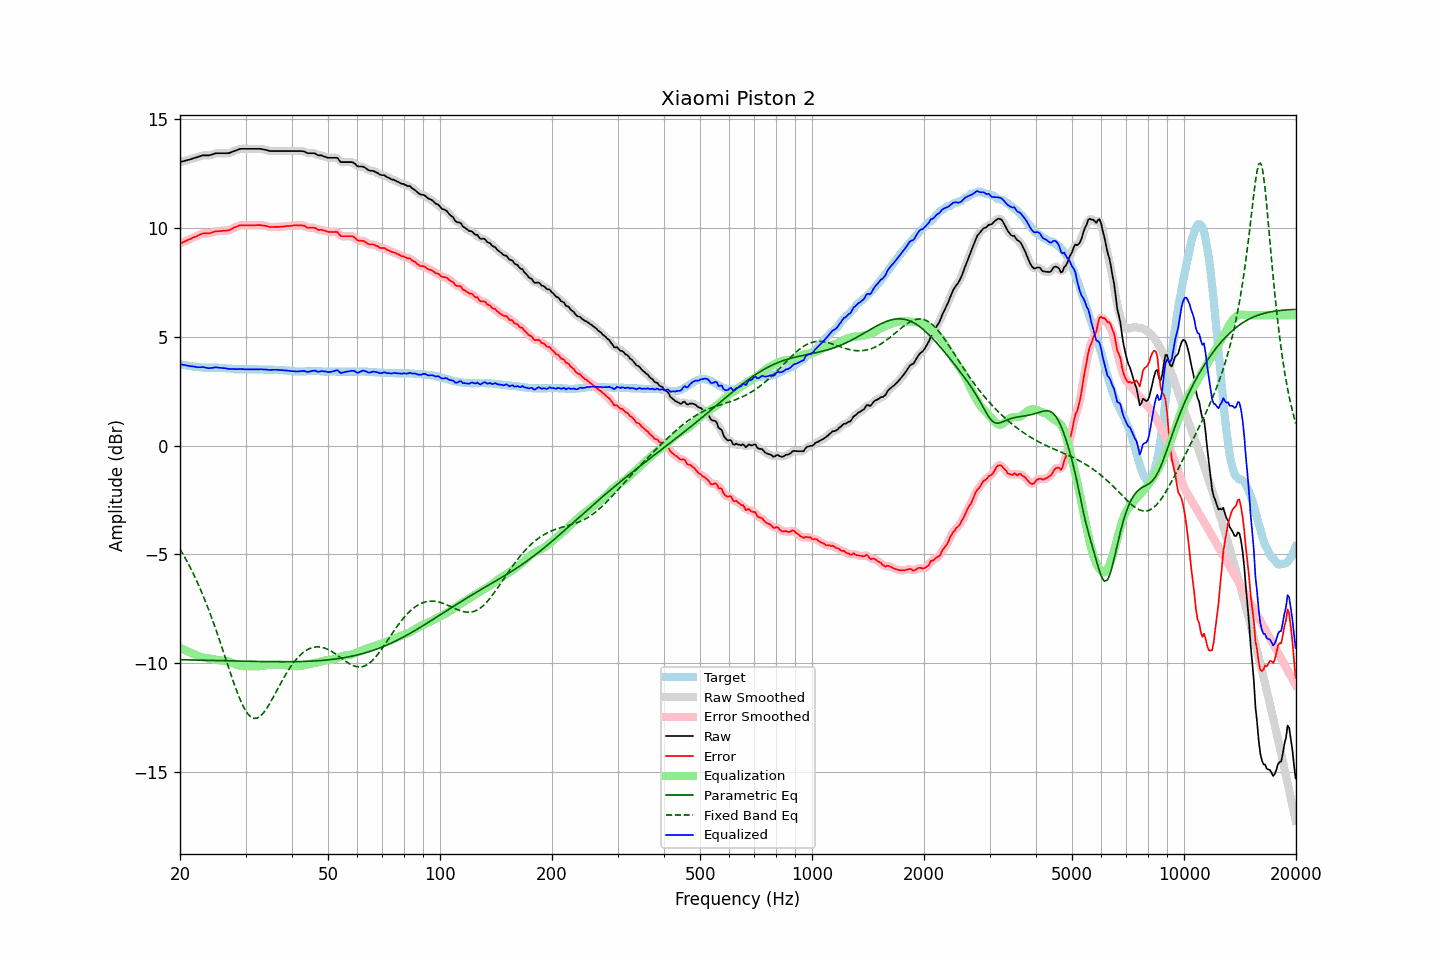 Xiaomi Piston 2
Amplitude (dBr)
15
10
5
0
−5
−10
−15
Target
Raw Smoothed
Error Smoothed
Raw
Error
Equalization
Parametric Eq
Fixed Band Eq
Equalized
20 50 100 200 500 1000 2000 5000 10000 20000
Frequency (Hz)